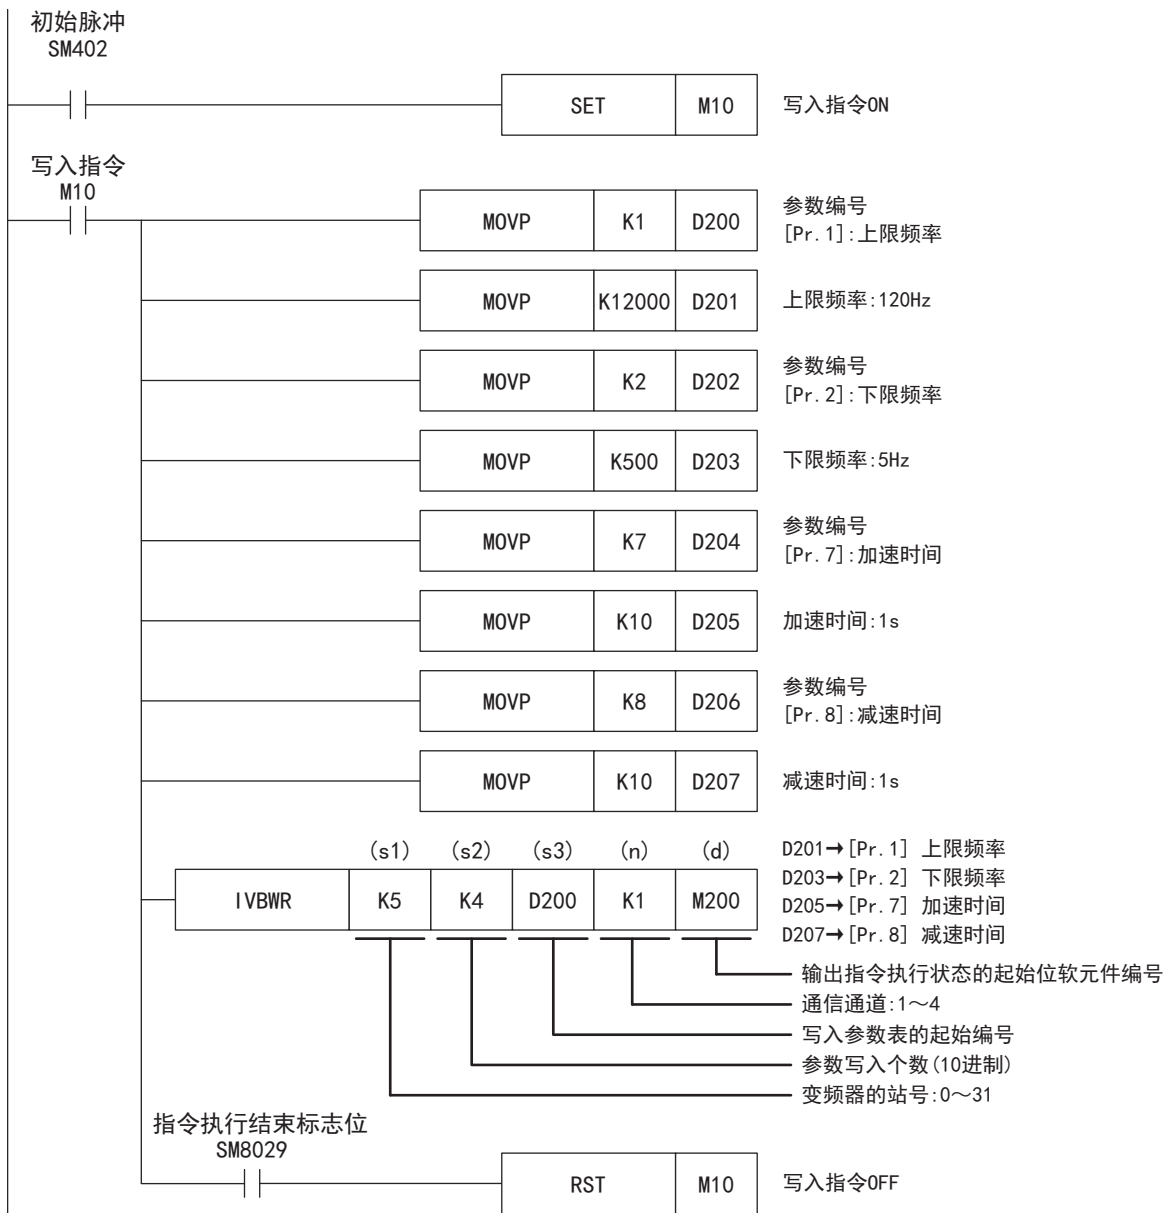 初始脉冲
SM402
SET M10 写入指令ON
写入指令
M10
MOVP K1 D200 参数编号
[Pr.1]:上限频率
MOVP K12000 D201 上限频率:120Hz
MOVP K2 D202 参数编号
[Pr.2]:下限频率
MOVP K500 D203 下限频率:5Hz
MOVP K7 D204 参数编号
[Pr.7]:加速时间
MOVP K10 D205 加速时间:1s
MOVP K8 D206 参数编号
[Pr.8]:减速时间
MOVP K10 D207 减速时间:1s
(s1) (s2) (s3) (n) (d)
IVBWR K5 K4 D200 K1 M200
D201→[Pr.1] 上限频率
D203→[Pr.2] 下限频率
D205→[Pr.7] 加速时间
D207→[Pr.8] 减速时间
输出指令执行状态的起始位软元件编号
通信通道:1～4
写入参数表的起始编号
参数写入个数(10进制)
变频器的站号:0～31
指令执行结束标志位
SM8029
RST M10 写入指令OFF